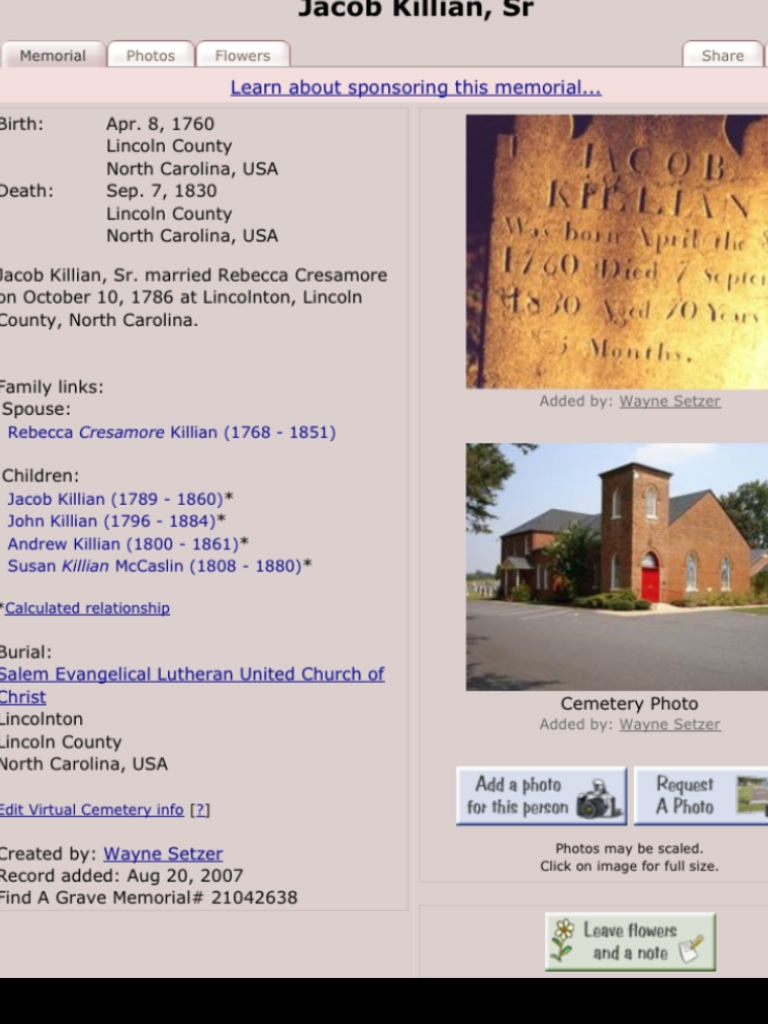 Jacob Killian, Sr
Memorial
Photos
Flowers
Share
Learn about sponsoring this memorial...
Birth:
Apr. 8, 1760
Lincoln County
North Carolina, USA
Death:
Sep. 7, 1830
Lincoln County
North Carolina, USA
Jacob Killian, Sr. married Rebecca Cresamore
on October 10, 1786 at Lincolnton, Lincoln
County, North Carolina.
Family links:
Spouse:
Rebecca Cresamore Killian (1768 - 1851)
Children:
Jacob Killian (1789 - 1860)*
John Killian (1796 - 1884)*
Andrew Killian (1800 - 1861)*
Susan Killian McCaslin (1808 - 1880)*
*Calculated relationship
Burial:
Salem Evangelical Lutheran United Church of
Christ
Lincolnton
Lincoln County
North Carolina, USA
Edit Virtual Cemetery info [?]
Created by: Wayne Setzer
Record added: Aug 20, 2007
Find A Grave Memorial# 21042638
JACOB
KILLIAN
Was born April the
1760 Died 7 Septem
1830 Aged 70 Years
5 Months.
Added by: Wayne Setzer
Cemetery Photo
Added by: Wayne Setzer
Add a photo
for this person
Request
A Photo
Photos may be scaled.
Click on image for full size.
Leave flowers
and a note